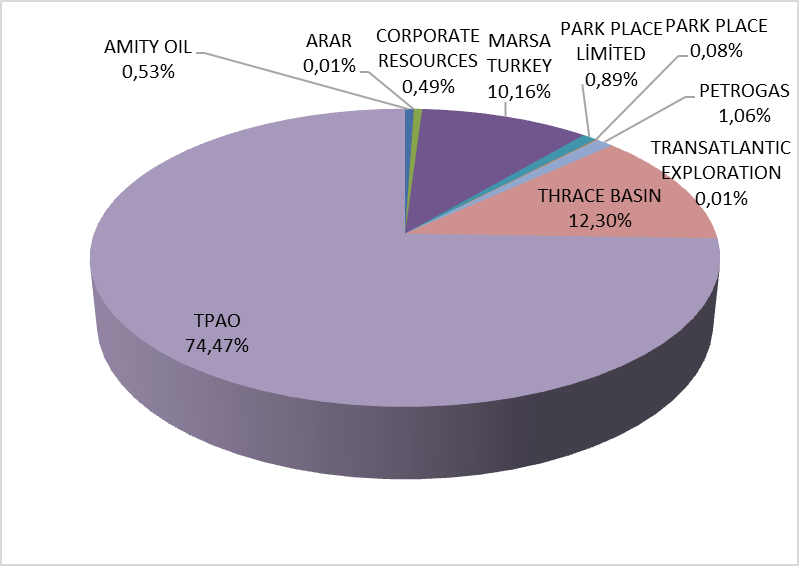 AMITY OIL
0,53%
ARAR
0,01%
CORPORATE
RESOURCES
0,49%
MARSA
TURKEY
10,16%
PARK PLACE
LİMİTED
0,89%
PARK PLACE
0,08%
PETROGAS
1,06%
TRANSATLANTIC
EXPLORATION
0,01%
THRACE BASIN
12,30%
TPAO
74,47%